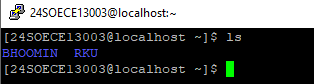 24SOECE13003@localhost:~
[24SOECE13003@localhost ~]$ ls
BHOOMIN  RKU
[24SOECE13003@localhost ~]$